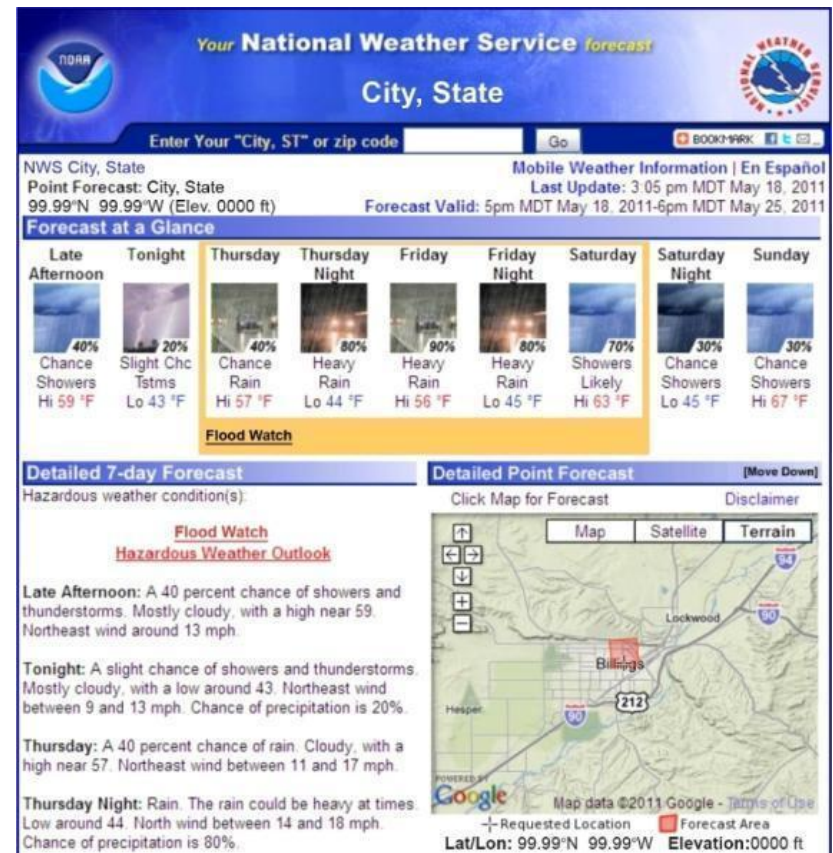 NOAA
Your National Weather Service forecast
City, State
NATIONAL WEATHER SERVICE
Enter Your "City, ST" or zip code
Go
BOOKMARK
NWS City, State
Mobile Weather Information | En Español
Point Forecast: City, State
Last Update: 3:05 pm MDT May 18, 2011
99.99°N 99.99°W (Elev. 0000 ft)
Forecast Valid: 5pm MDT May 18, 2011-6pm MDT May 25, 2011
Forecast at a Glance
Late Afternoon
40%
Chance Showers
Hi 59 °F
Tonight
20%
Slight Chc Tstms
Lo 43 °F
Thursday
40%
Chance Rain
Hi 57 °F
Thursday Night
80%
Heavy Rain
Lo 44 °F
Friday
90%
Heavy Rain
Hi 56 °F
Friday Night
80%
Heavy Rain
Lo 45 °F
Saturday
70%
Showers Likely
Hi 63 °F
Saturday Night
30%
Chance Showers
Lo 45 °F
Sunday
30%
Chance Showers
Hi 67 °F
Flood Watch
Detailed 7-day Forecast
Hazardous weather condition(s):
Flood Watch
Hazardous Weather Outlook
Late Afternoon: A 40 percent chance of showers and
thunderstorms. Mostly cloudy, with a high near 59.
Northeast wind around 13 mph.
Tonight: A slight chance of showers and thunderstorms.
Mostly cloudy, with a low around 43. Northeast wind
between 9 and 13 mph. Chance of precipitation is 20%.
Thursday: A 40 percent chance of rain. Cloudy, with a
high near 57. Northeast wind between 11 and 17 mph.
Thursday Night: Rain. The rain could be heavy at times.
Low around 44. North wind between 14 and 18 mph.
Chance of precipitation is 80%.
Detailed Point Forecast
[Move Down]
Click Map for Forecast
Disclaimer
Map
Satellite
Terrain
94
90
Lockwood
Billings
212
Hesper
90
POWERED BY
Google
Map data ©2011 Google - Terms of Use
Requested Location
Forecast Area
Lat/Lon: 99.99°N 99.99°W Elevation:0000 ft